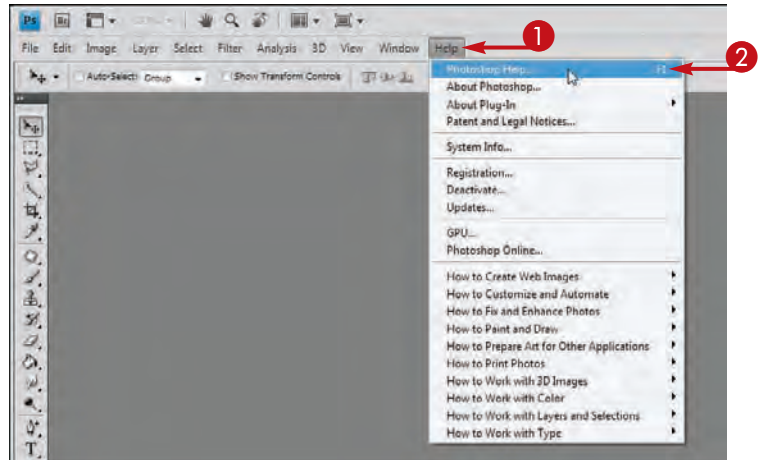 Ps Br
File Edit Image Layer Select Filter Analysis 3D View Window Help
1
Auto-Select: Group Show Transform Controls
Photoshop Help... F1
2
About Photoshop...
About Plug-In
Patent and Legal Notices...
System Info...
Registration...
Deactivate...
Updates...
GPU...
Photoshop Online...
How to Create Web Images
How to Customize and Automate
How to Fix and Enhance Photos
How to Paint and Draw
How to Prepare Art for Other Applications
How to Print Photos
How to Work with 3D Images
How to Work with Color
How to Work with Layers and Selections
How to Work with Type
T